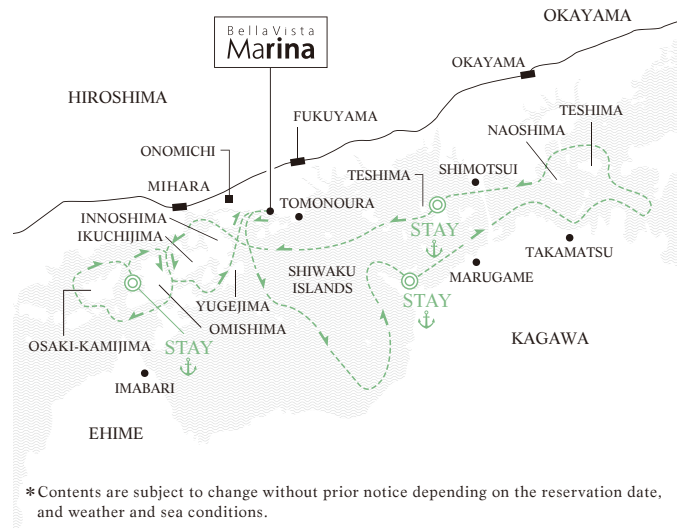 OKAYAMA
BellaVista
Marina
OKAYAMA
HIROSHIMA
TESHIMA
FUKUYAMA
NAOSHIMA
ONOMICHI
SHIMOTSUI
TESHIMA
MIHARA
TOMONOURA
INNOSHIMA
IKUCHIJIMA
STAY
TAKAMATSU
SHIWAKU
ISLANDS
MARUGAME
STAY
YUGEJIMA
OMISHIMA
KAGAWA
OSAKI-KAMIJIMA
STAY
IMABARI
EHIME
*Contents are subject to change without prior notice depending on the reservation date,
and weather and sea conditions.